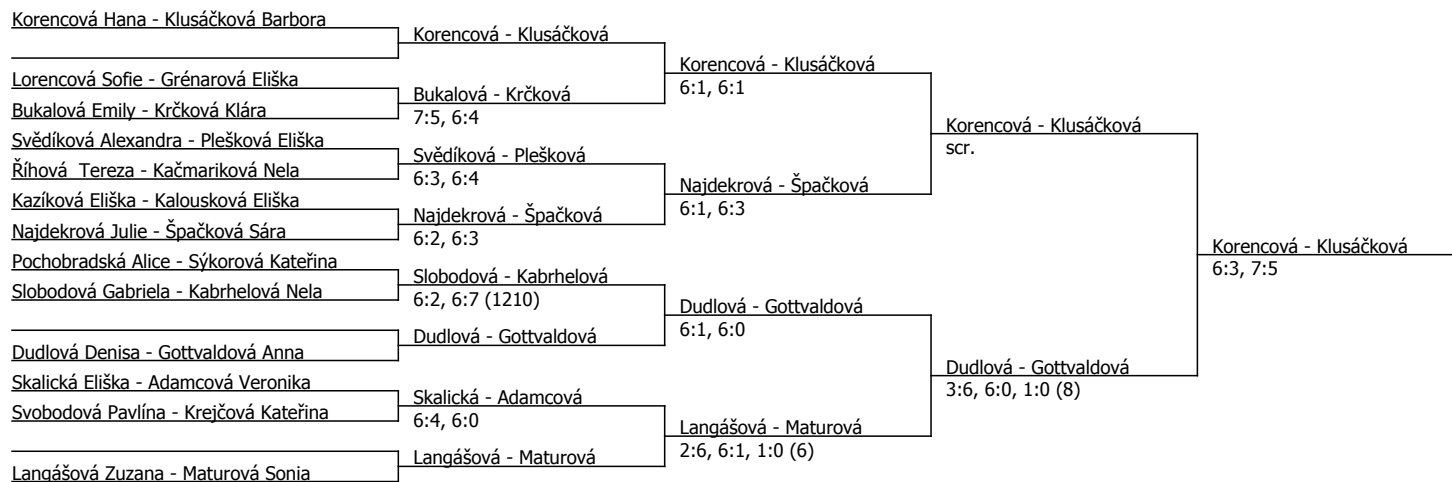 Korencová Hana - Klusáčková Barbora
Lorencová Sofie - Grénarová Eliška
Bukalová Emily - Krčková Klára
Svědíková Alexandra - Plešková Eliška
Říhová  Tereza - Kačmariková Nela
Kazíková Eliška - Kalousková Eliška
Najdekrová Julie - Špačková Sára
Pochobradská Alice - Sýkorová Kateřina
Slobodová Gabriela - Kabrhelová Nela
Dudlová Denisa - Gottvaldová Anna
Skalická Eliška - Adamcová Veronika
Svobodová Pavlína - Krejčová Kateřina
Langášová Zuzana - Maturová Sonia
Korencová - Klusáčková
Bukalová - Krčková
7:5, 6:4
Svědíková - Plešková
6:3, 6:4
Najdekrová - Špačková
6:2, 6:3
Slobodová - Kabrhelová
6:2, 6:7 (1210)
Dudlová - Gottvaldová
Skalická - Adamcová
6:4, 6:0
Langášová - Maturová
Korencová - Klusáčková
6:1, 6:1
Najdekrová - Špačková
6:1, 6:3
Dudlová - Gottvaldová
6:1, 6:0
Langášová - Maturová
2:6, 6:1, 1:0 (6)
Korencová - Klusáčková
scr.
Dudlová - Gottvaldová
3:6, 6:0, 1:0 (8)
Korencová - Klusáčková
6:3, 7:5